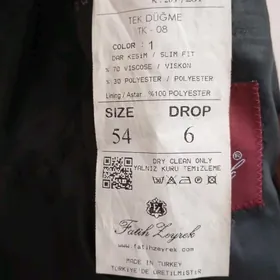 TEK DÜĞME
TK - 08
COLOR : 1
DAR KESİM / SLIM FIT
% 70 VISCOSE / VISKON
% 30 POLYESTER / POLYESTER
Lining / Astar : %100 POLYESTER
SIZE DROP
54 6
DRY CLEAN ONLY
YALNIZ KURU TEMİZLEME
Fatih Zeyrek
www.fatihzeyrek.com
MADE IN TURKEY
TÜRKİYE'DE ÜRETİLMİŞTİR